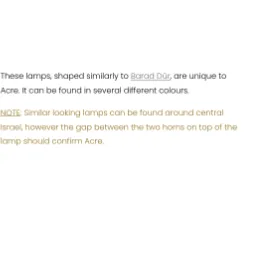 These lamps, shaped similarly to Barad Dûr, are unique to
Acre. It can be found in several different colours.
NOTE: Similar looking lamps can be found around central
Israel, however the gap between the two horns on top of the
lamp should confirm Acre.